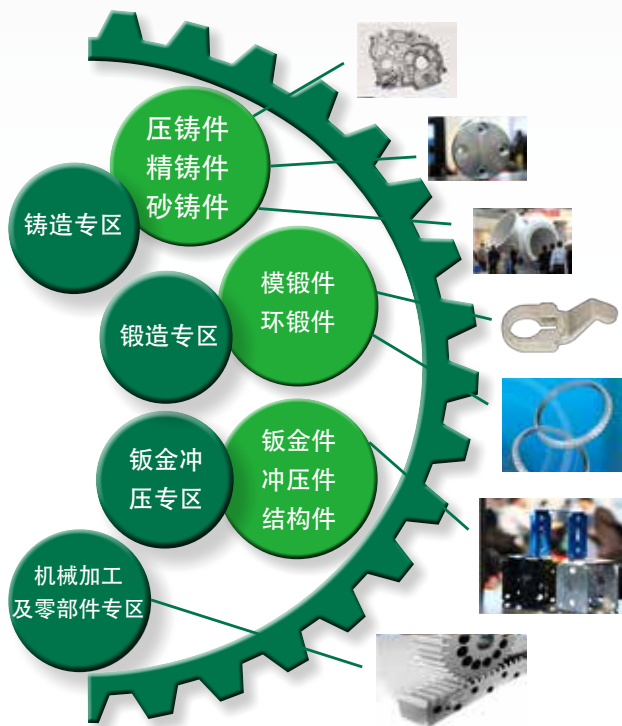 压铸件
精铸件
砂铸件
铸造专区
模锻件
环锻件
锻造专区
钣金件
冲压件
结构件
钣金冲
压专区
机械加工
及零部件专区